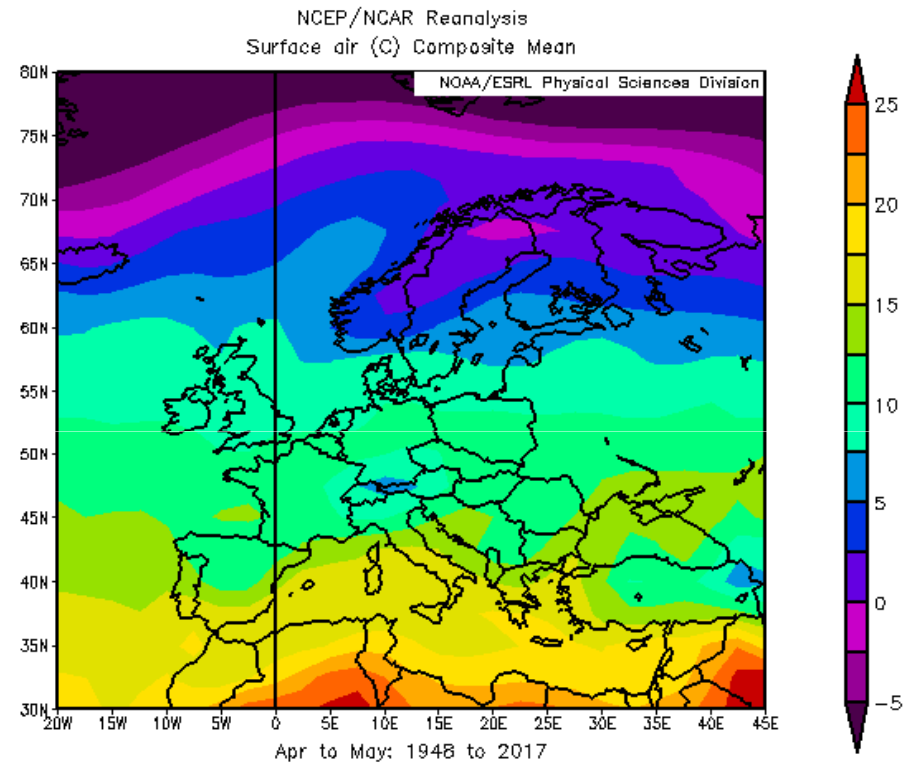 NCEP/NCAR Reanalysis
Surface air (C) Composite Mean
NOAA/ESRL Physical Sciences Division
80N
75N
70N
65N
60N
55N
50N
45N
40N
35N
30N
20W 15W 10W 5W 0 5E 10E 15E 20E 25E 30E 35E 40E 45E
Apr to May: 1948 to 2017
25
20
15
10
5
0
-5